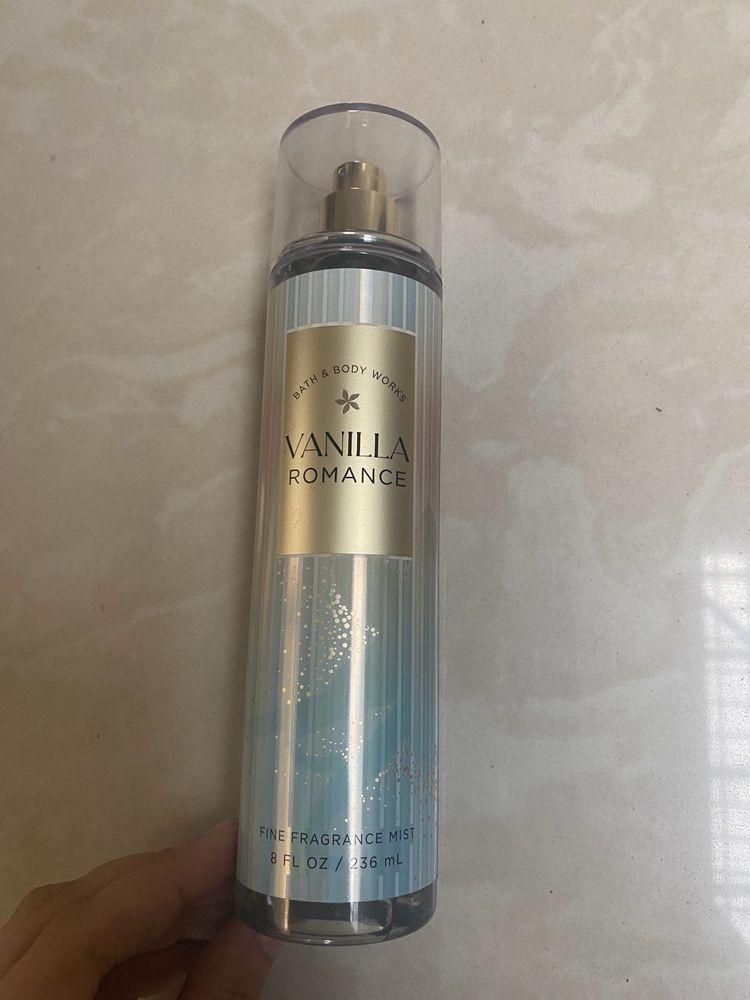 BATH & BODY WORKS
VANILLA
ROMANCE
FINE FRAGRANCE MIST
8 FL OZ / 236 mL